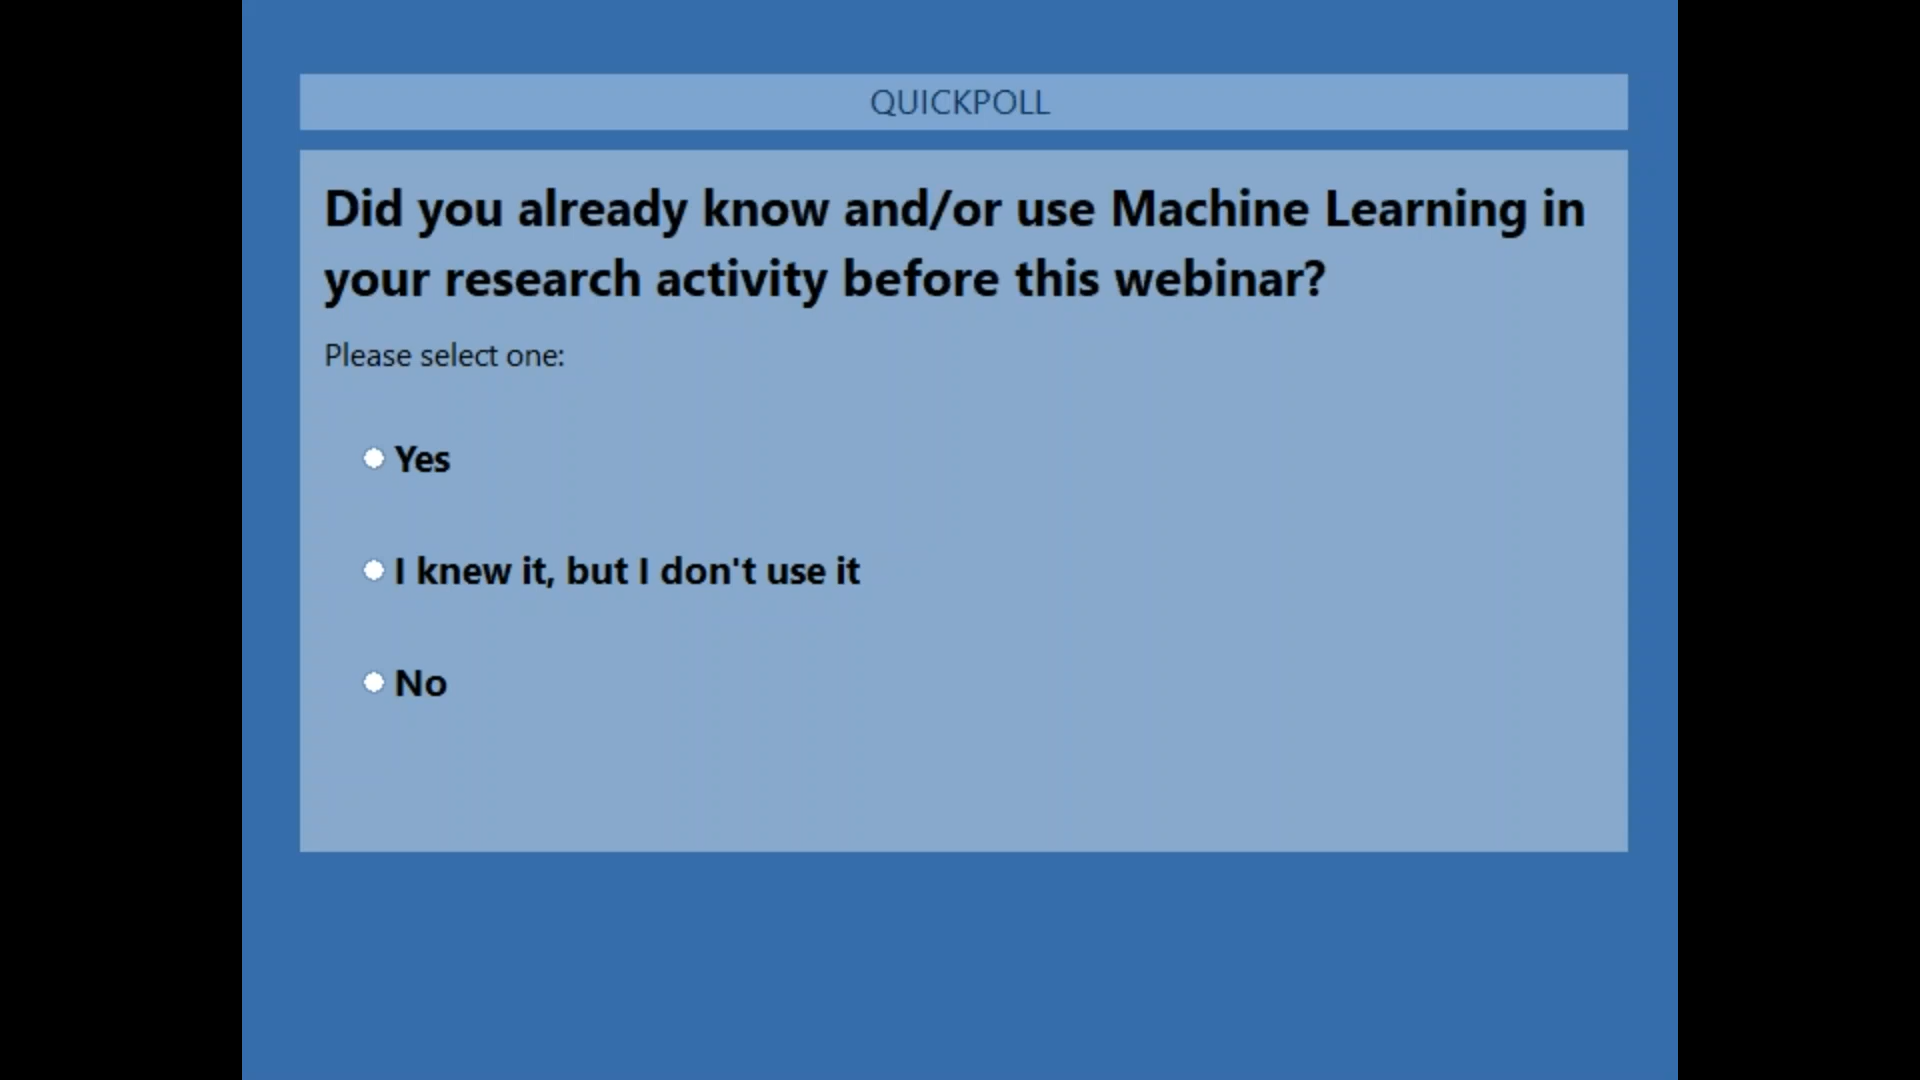 QUICKPOLL
Did you already know and/or use Machine Learning in
your research activity before this webinar?
Please select one:
Yes
I knew it, but I don't use it
No